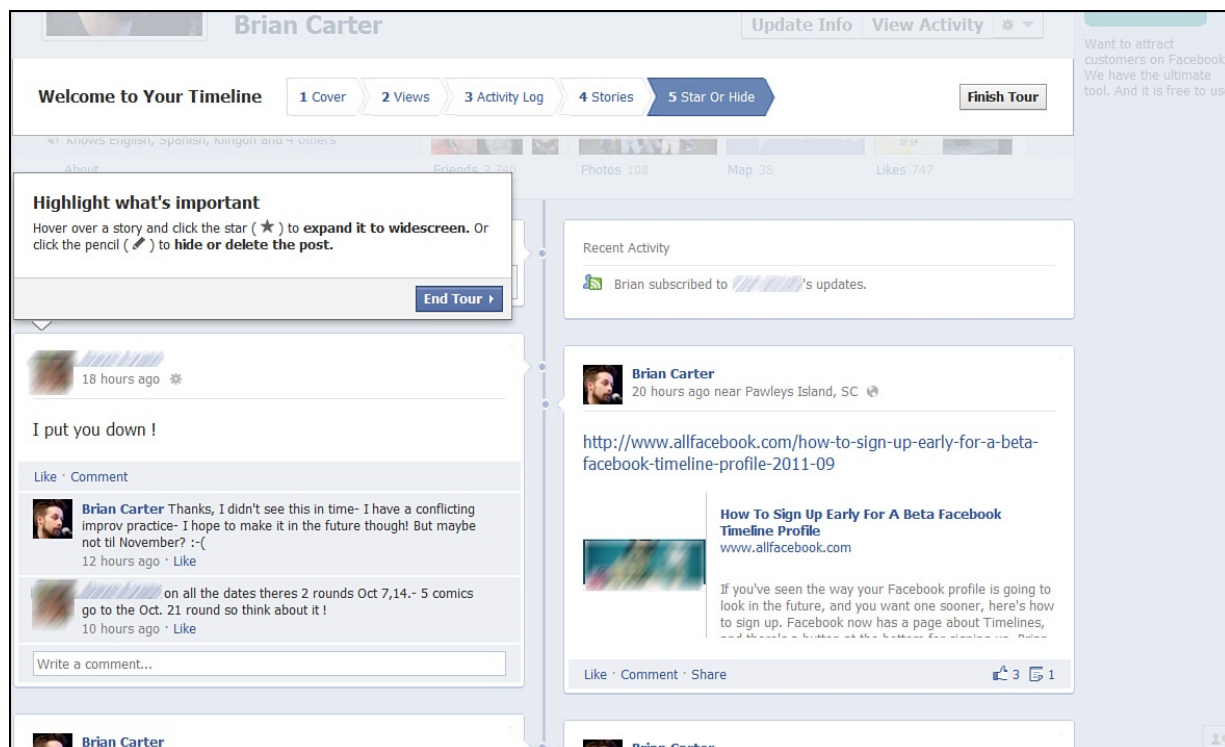 Brian Carter
Update Info View Activity
Want to attract
customers on Facebook
We have the ultimate
tool. And it is free to
Welcome to Your Timeline
1 Cover
2 Views
3 Activity Log
4 Stories
5 Star Or Hide
Finish Tour
Knows English, Spanish, Klingon and 4 others
About
Friends 2,740
Photos 108
Map 38
Likes 747
Highlight what's important
Hover over a story and click the star ( ★ ) to expand it to widescreen. Or
click the pencil ( ) to hide or delete the post.
End Tour
Recent Activity
Brian subscribed to 's updates.
18 hours ago
I put you down !
Like · Comment
Brian Carter Thanks, I didn't see this in time- I have a conflicting
improv practice- I hope to make it in the future though! But maybe
not til November? :-(
12 hours ago · Like
on all the dates theres 2 rounds Oct 7,14.- 5 comics
go to the Oct. 21 round so think about it !
10 hours ago · Like
Write a comment...
Brian Carter
20 hours ago near Pawleys Island, SC
http://www.allfacebook.com/how-to-sign-up-early-for-a-beta-
facebook-timeline-profile-2011-09
How To Sign Up Early For A Beta Facebook
Timeline Profile
www.allfacebook.com
If you've seen the way your Facebook profile is going to
look in the future, and you want one sooner, here's how
to sign up. Facebook now has a page about Timelines,
and there's a button at the bottom for signing up. Brian
Like · Comment · Share
3 1
Brian Carter
Brian Carter